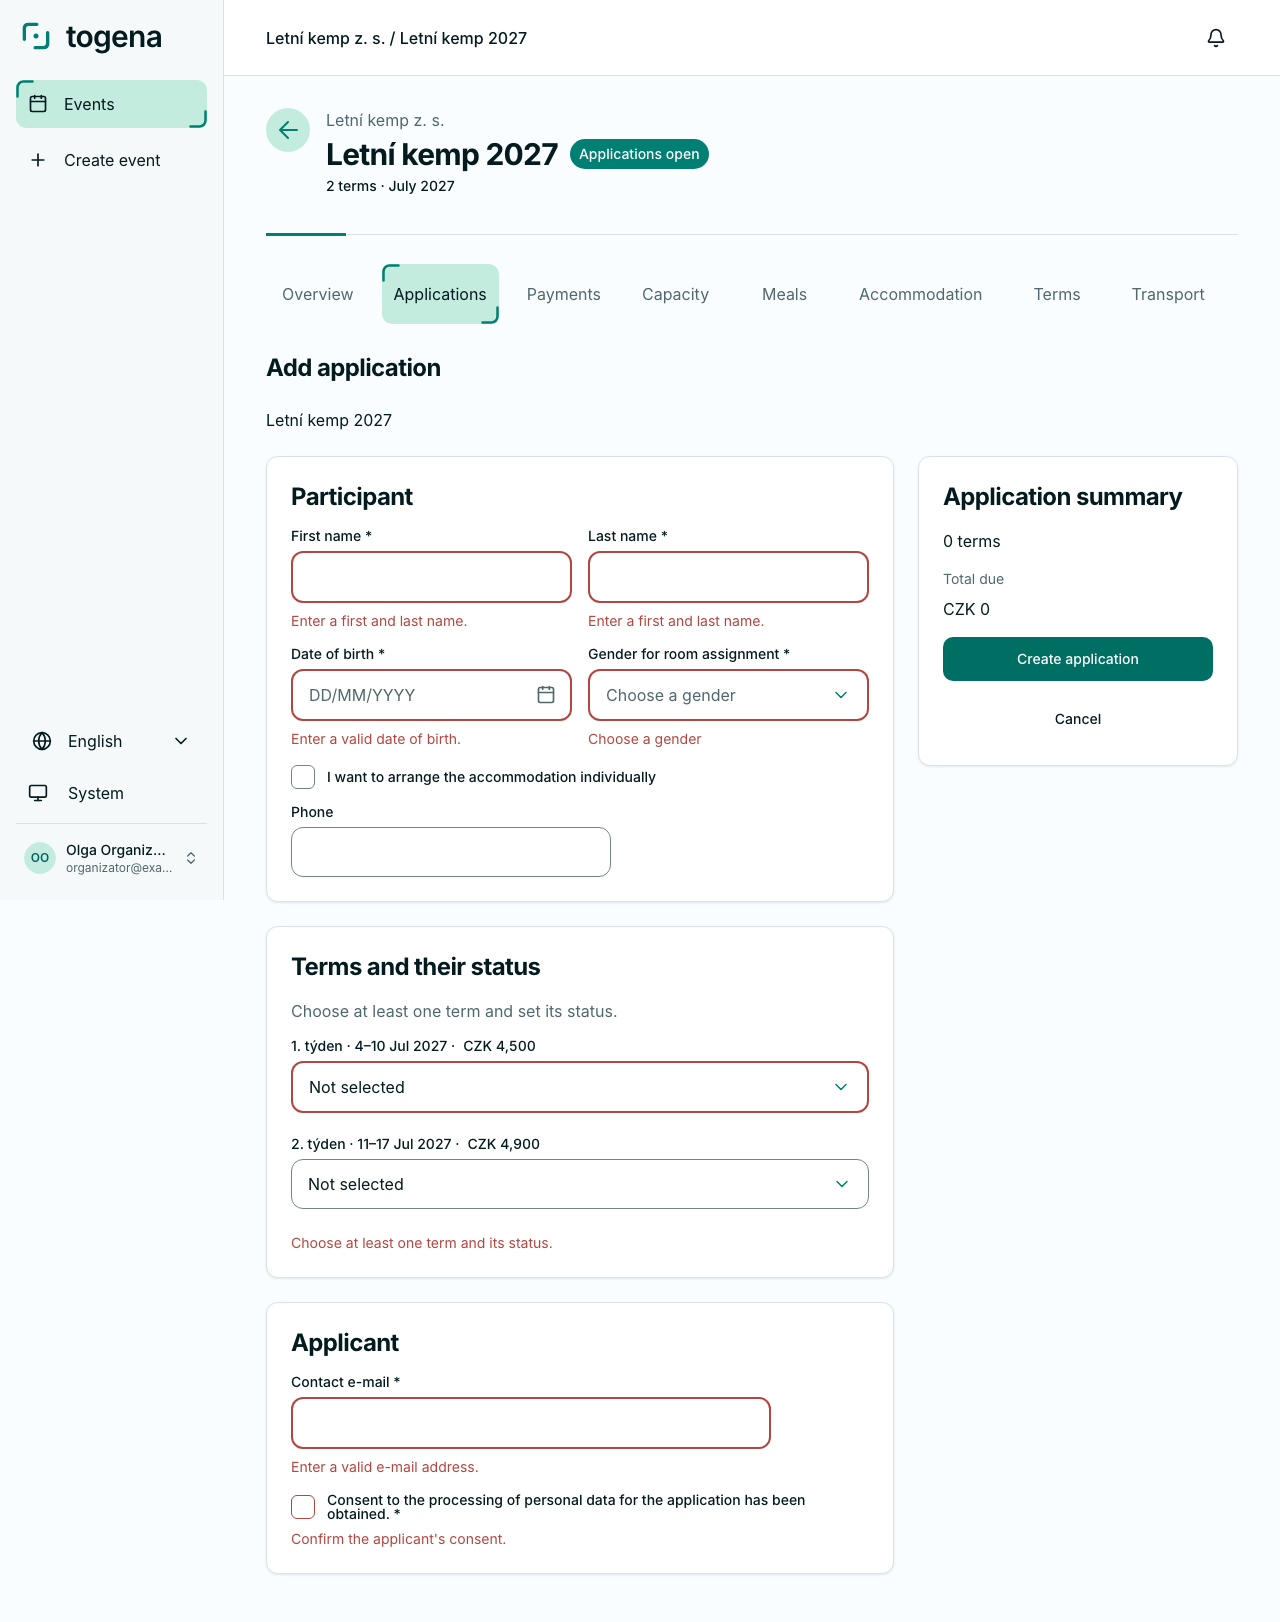 togena
Events
Create event
English
System
OO
Olga Organiz...
organizator@exa...
Letní kemp z. s. / Letní kemp 2027
Letní kemp z. s.
Letní kemp 2027
Applications open
2 terms · July 2027
Overview
Applications
Payments
Capacity
Meals
Accommodation
Terms
Transport
Add application
Letní kemp 2027
Participant
First name *
Last name *
Enter a first and last name.
Enter a first and last name.
Date of birth *
Gender for room assignment *
DD/MM/YYYY
Choose a gender
Enter a valid date of birth.
Choose a gender
I want to arrange the accommodation individually
Phone
Application summary
0 terms
Total due
CZK 0
Create application
Cancel
Terms and their status
Choose at least one term and set its status.
1. týden · 4–10 Jul 2027 · CZK 4,500
Not selected
2. týden · 11–17 Jul 2027 · CZK 4,900
Not selected
Choose at least one term and its status.
Applicant
Contact e-mail *
Enter a valid e-mail address.
Consent to the processing of personal data for the application has been
obtained. *
Confirm the applicant's consent.